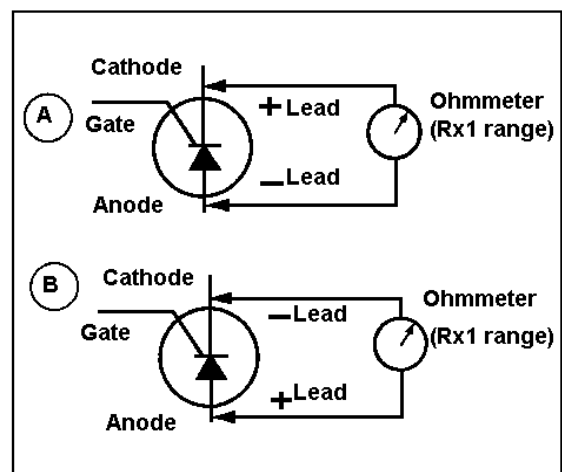 Cathode
A
Gate
+ Lead
Ohmmeter
(Rx1 range)
– Lead
Anode
B
Cathode
Gate
– Lead
Ohmmeter
(Rx1 range)
+ Lead
Anode